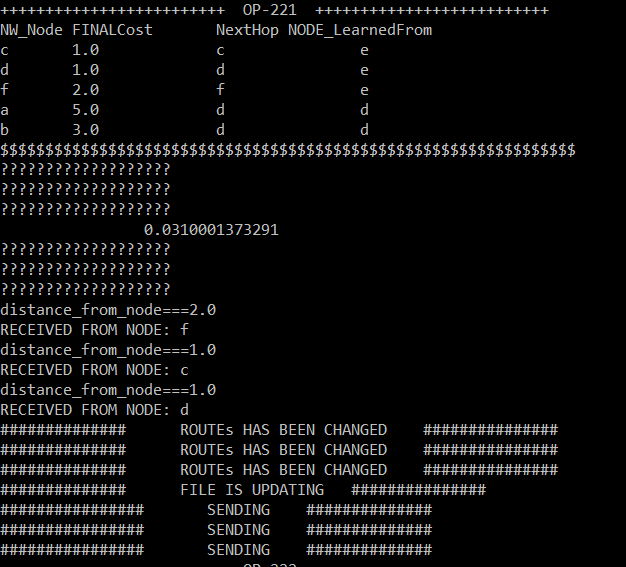 +++++++++++++++++++++++++  OP-221  ++++++++++++++++++++++++++
NW_Node FINALCost       NextHop NODE_LearnedFrom
c       1.0             c               e
d       1.0             d               e
f       2.0             f               e
a       5.0             d               d
b       3.0             d               d
$$$$$$$$$$$$$$$$$$$$$$$$$$$$$$$$$$$$$$$$$$$$$$$$$$$$$$$$$$$$$$$$
???????????????????
???????????????????
???????????????????
                0.0310001373291
???????????????????
???????????????????
???????????????????
distance_from_node===2.0
RECEIVED FROM NODE: f
distance_from_node===1.0
RECEIVED FROM NODE: c
distance_from_node===1.0
RECEIVED FROM NODE: d
##############      ROUTEs HAS BEEN CHANGED    ###############
##############      ROUTEs HAS BEEN CHANGED    ###############
##############      ROUTEs HAS BEEN CHANGED    ###############
##############      FILE IS UPDATING   ###############
################       SENDING    ##############
################       SENDING    ##############
################       SENDING    ##############